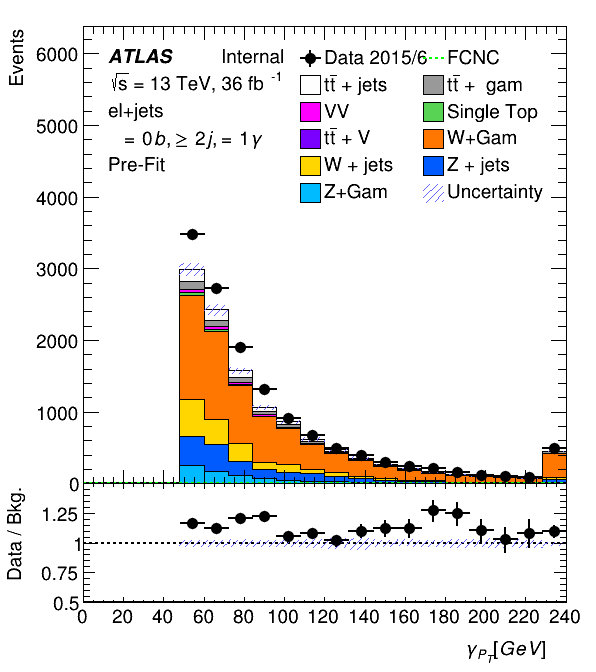 Events
6000
5000
4000
3000
2000
1000
0
ATLAS Internal
√s = 13 TeV, 36 fb⁻¹
el+jets
= 0b, ≥ 2j, = 1γ
Pre-Fit
Data 2015/6 FCNC
tt̄ + jets tt̄ + gam
VV Single Top
tt̄ + V W+Gam
W + jets Z + jets
Z+Gam Uncertainty
Data / Bkg.
1.25
1
0.75
0.5
0 20 40 60 80 100 120 140 160 180 200 220 240
γ_{P_T}[GeV]